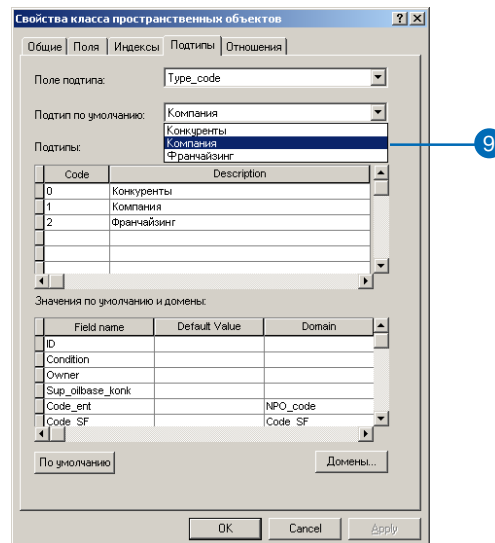 Свойства класса пространственных объектов
Общие Поля Индексы Подтипы Отношения
Поле подтипа: Type_code
Подтип по умолчанию: Компания
Конкуренты
Компания 9
Франчайзинг
Подтипы:
Code Description
0 Конкуренты
1 Компания
2 Франчайзинг
Значения по умолчанию и домены:
Field name Default Value Domain
ID
Condition
Owner
Sup_oilbase_konk
Code_ent NPO_code
Code_SF Code_SF
По умолчанию Домены...
OK Cancel Apply